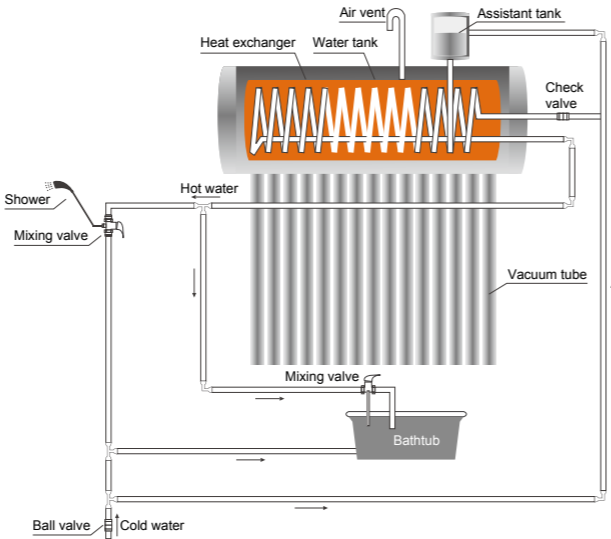 Air vent
Assistant tank
Heat exchanger
Water tank
Check
valve
Hot water
Shower
Mixing valve
Vacuum tube
Mixing valve
Bathtub
Ball valve
Cold water